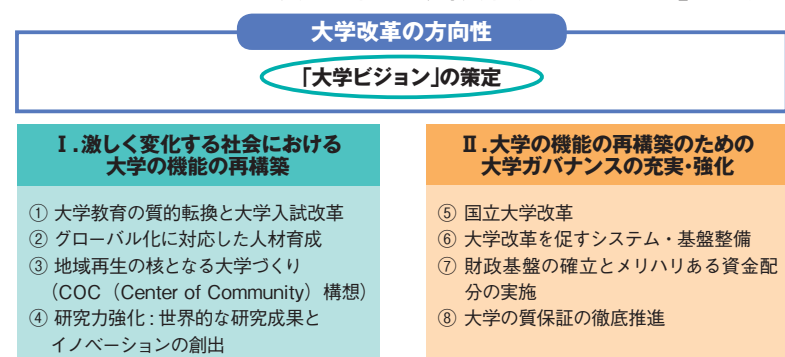 大学改革の方向性
「大学ビジョン」の策定
Ⅰ.激しく変化する社会における
大学の機能の再構築
① 大学教育の質的転換と大学入試改革
② グローバル化に対応した人材育成
③ 地域再生の核となる大学づくり
（COC（Center of Community）構想）
④ 研究力強化：世界的な研究成果と
イノベーションの創出
Ⅱ.大学の機能の再構築のための
大学ガバナンスの充実・強化
⑤ 国立大学改革
⑥ 大学改革を促すシステム・基盤整備
⑦ 財政基盤の確立とメリハリある資金配
分の実施
⑧ 大学の質保証の徹底推進